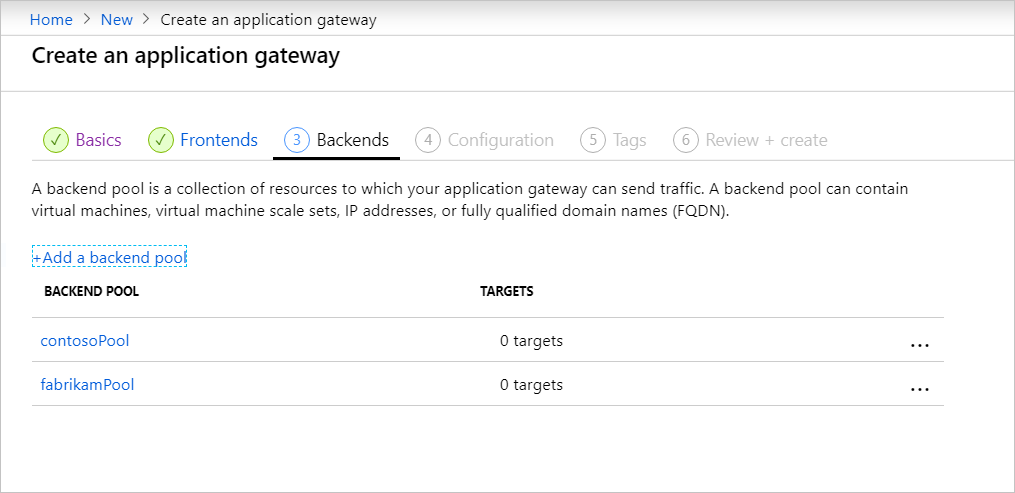 Home > New > Create an application gateway
Create an application gateway
✓ Basics ✓ Frontends 3 Backends 4 Configuration 5 Tags 6 Review + create
A backend pool is a collection of resources to which your application gateway can send traffic. A backend pool can contain
virtual machines, virtual machine scale sets, IP addresses, or fully qualified domain names (FQDN).
+Add a backend pool
BACKEND POOL TARGETS
contosoPool 0 targets ...
fabrikamPool 0 targets ...